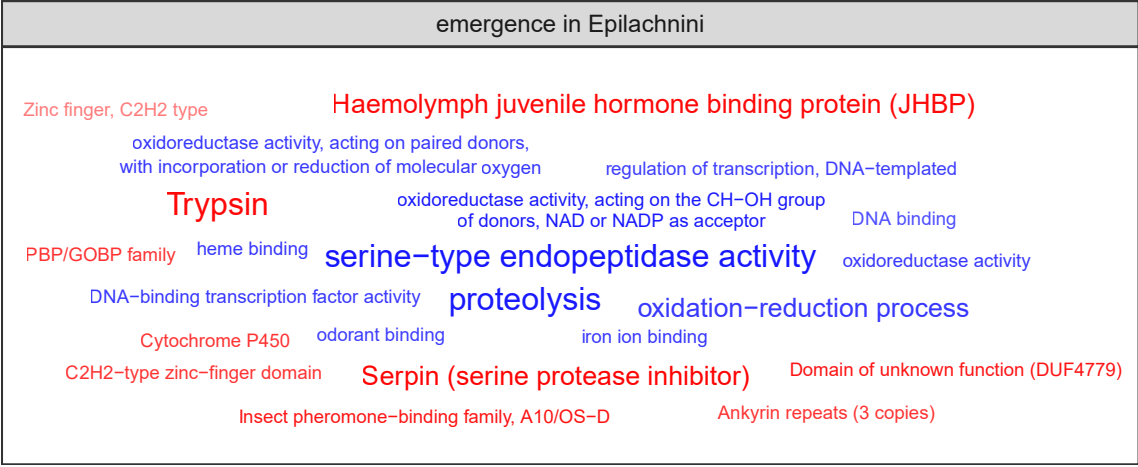 emergence in Epilachnini
Zinc finger, C2H2 type
Haemolymph juvenile hormone binding protein (JHBP)
oxidoreductase activity, acting on paired donors,
with incorporation or reduction of molecular oxygen
regulation of transcription, DNA−templated
Trypsin
oxidoreductase activity, acting on the CH−OH group
of donors, NAD or NADP as acceptor
DNA binding
PBP/GOBP family
heme binding
serine−type endopeptidase activity
oxidoreductase activity
DNA−binding transcription factor activity
proteolysis
oxidation−reduction process
Cytochrome P450
odorant binding
iron ion binding
C2H2−type zinc−finger domain
Serpin (serine protease inhibitor)
Domain of unknown function (DUF4779)
Insect pheromone−binding family, A10/OS−D
Ankyrin repeats (3 copies)